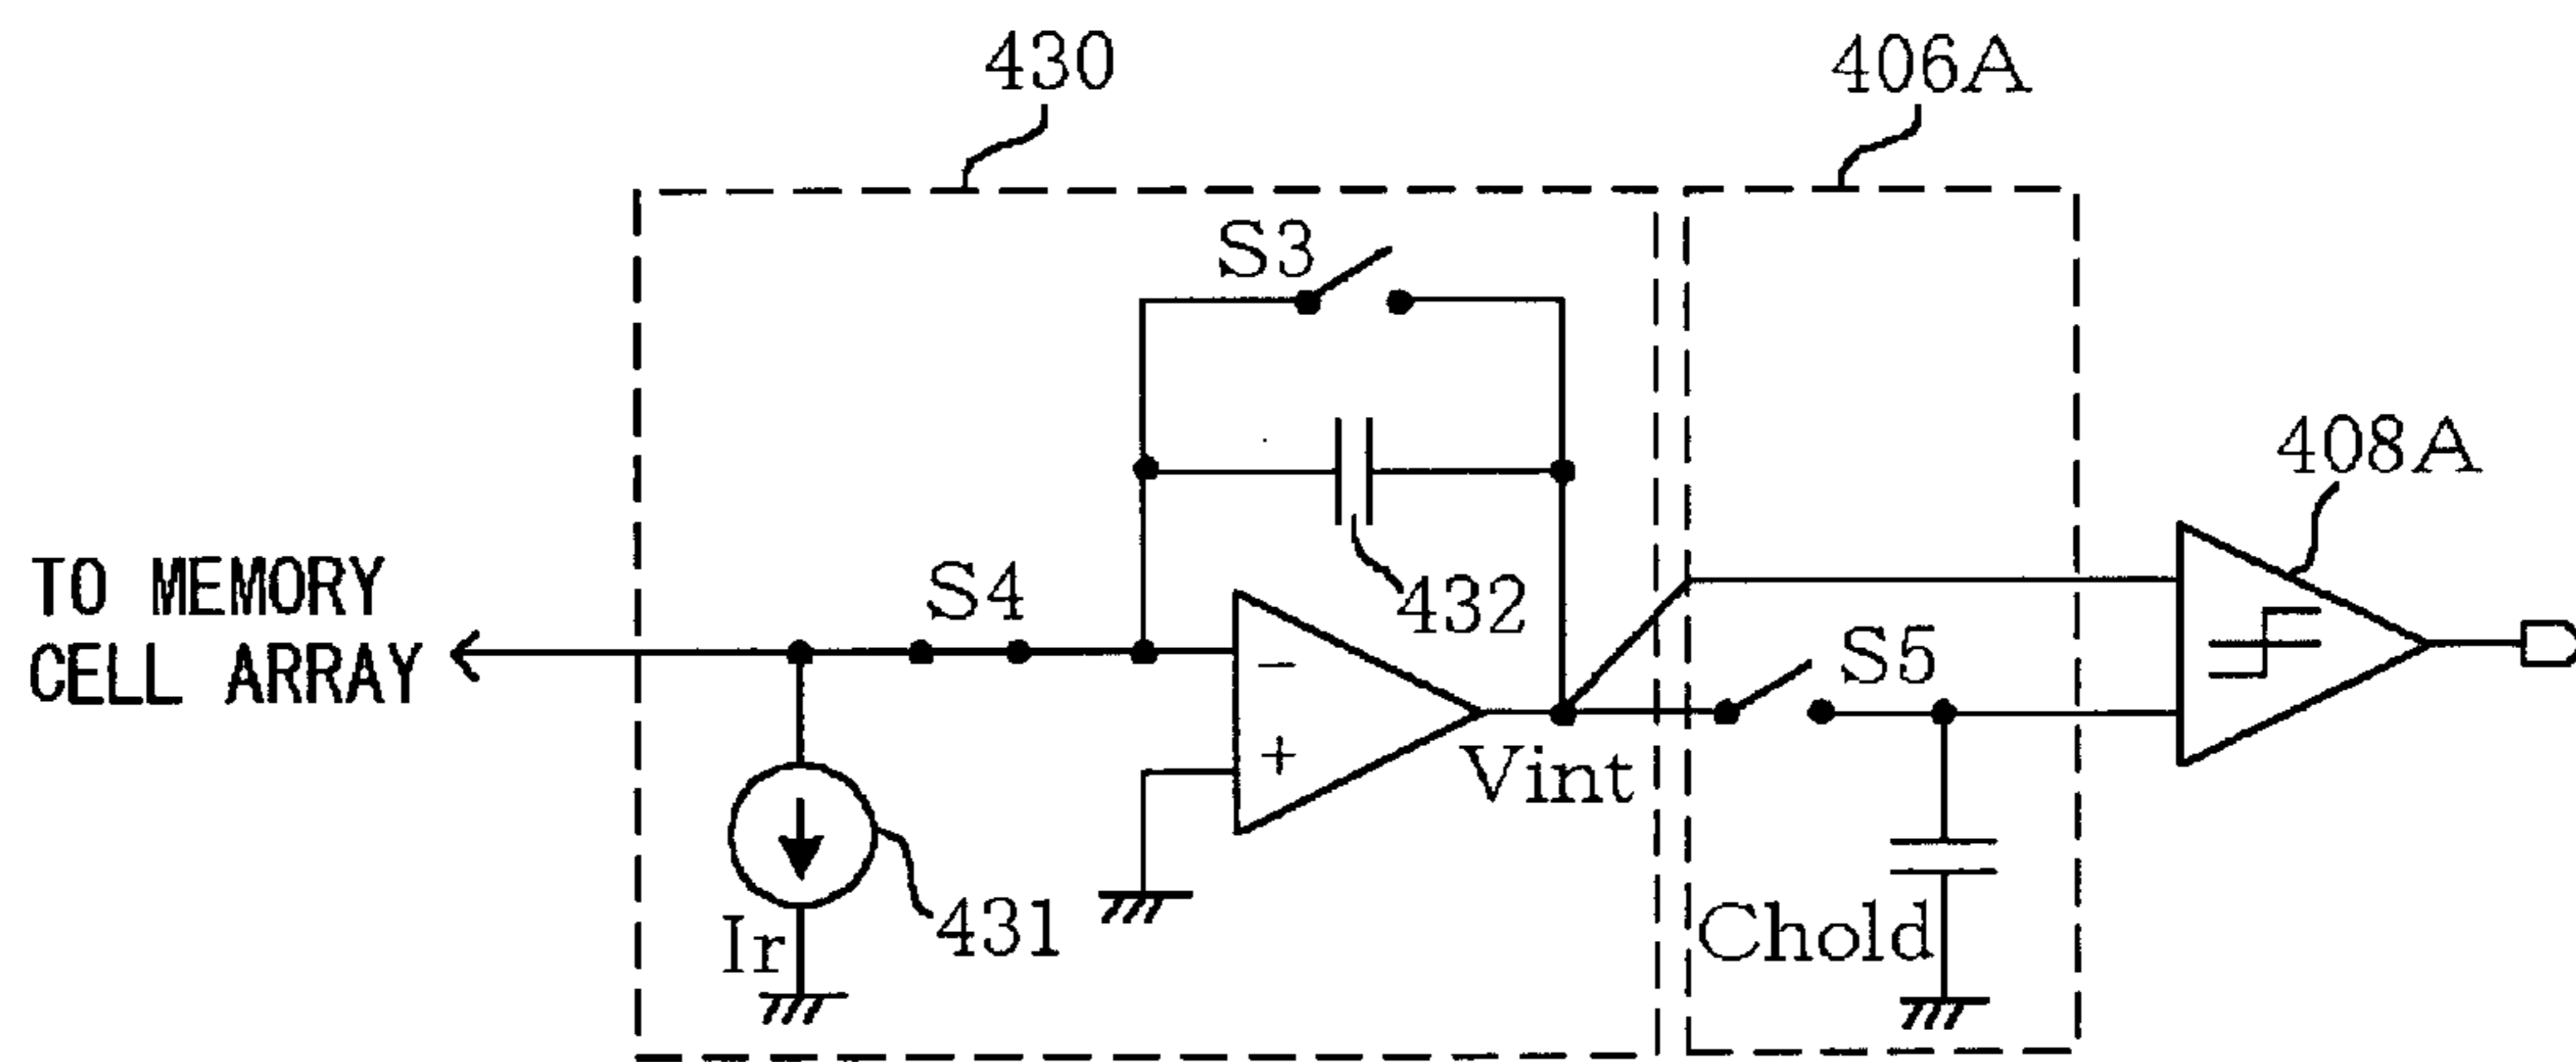 430
406A
S3
408A
TO MEMORY
CELL ARRAY
S4
432
S5
−
+
Vint
431
Ir
Chold